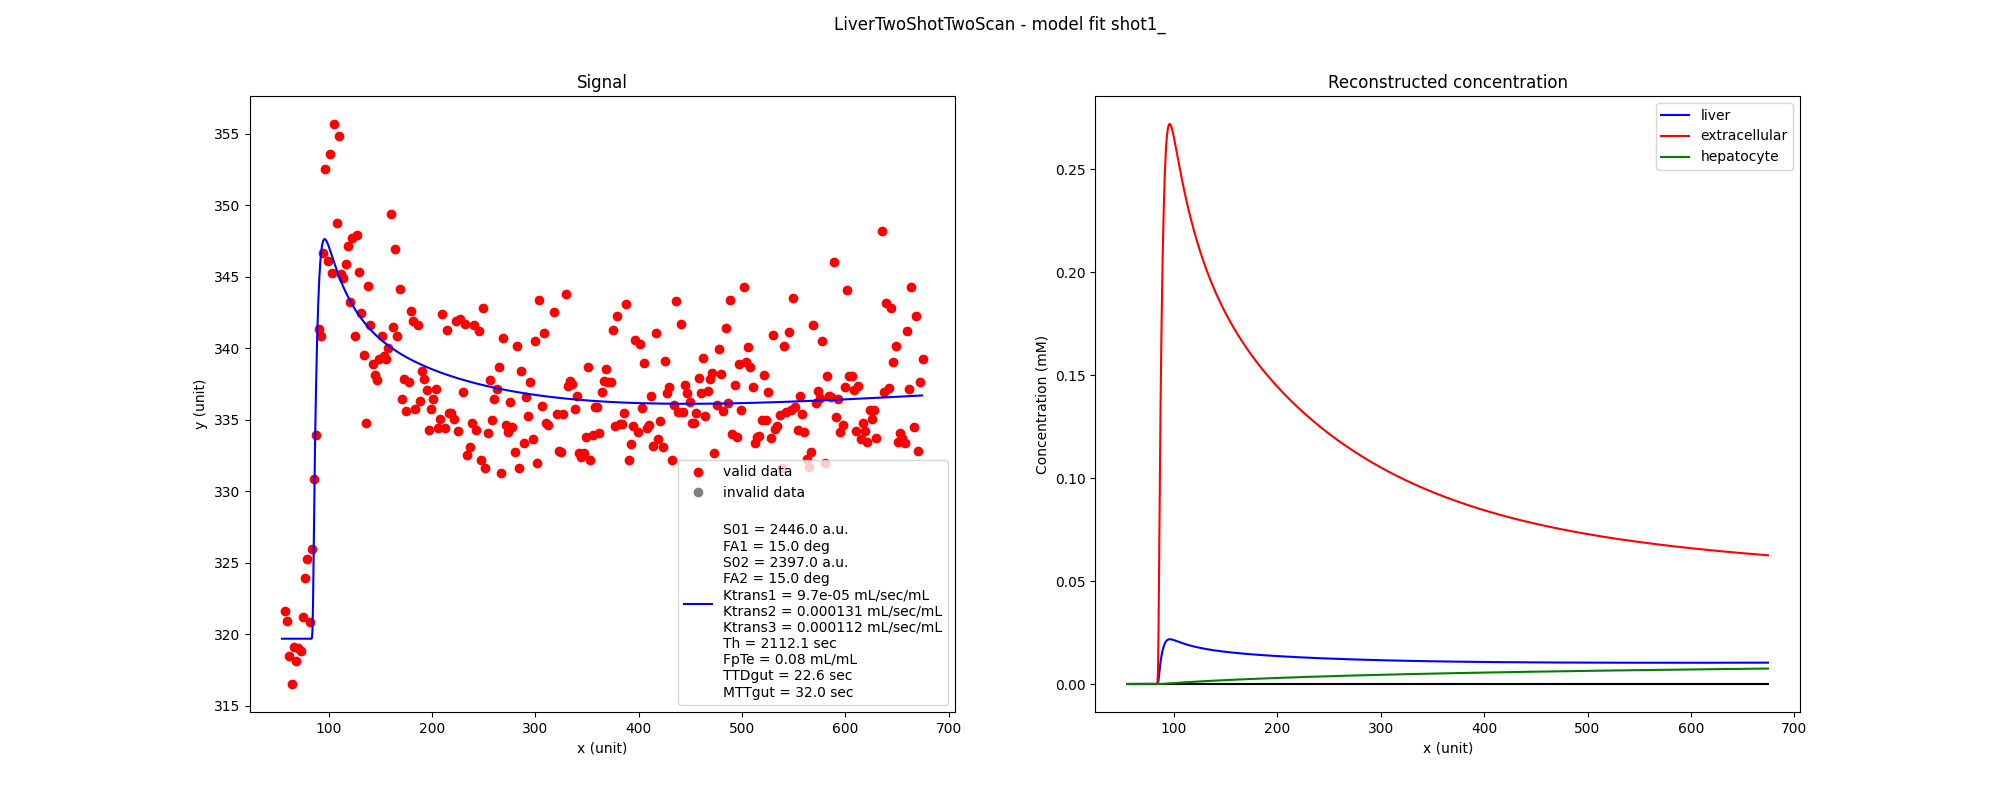 LiverTwoShotTwoScan - model fit shot1_
Signal
y (unit)
355
350
345
340
335
330
325
320
315
100
200
300
400
500
600
700
x (unit)
valid data
invalid data
S01 = 2446.0 a.u.
FA1 = 15.0 deg
S02 = 2397.0 a.u.
FA2 = 15.0 deg
Ktrans1 = 9.7e-05 mL/sec/mL
Ktrans2 = 0.000131 mL/sec/mL
Ktrans3 = 0.000112 mL/sec/mL
Th = 2112.1 sec
FpTe = 0.08 mL/mL
TTDgut = 22.6 sec
MTTgut = 32.0 sec
Reconstructed concentration
Concentration (mM)
0.25
0.20
0.15
0.10
0.05
0.00
100
200
300
400
500
600
700
x (unit)
liver
extracellular
hepatocyte